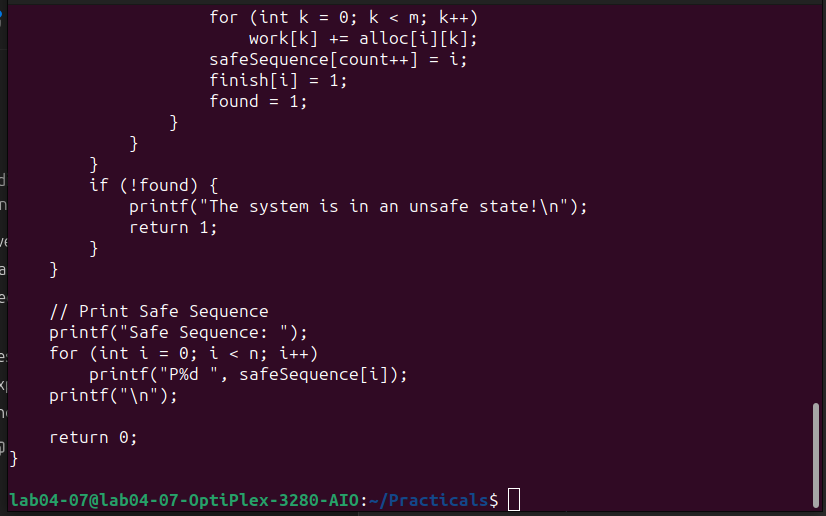 for (int k = 0; k < m; k++)
work[k] += alloc[i][k];
safeSequence[count++] = i;
finish[i] = 1;
found = 1;
}
}
}
if (!found) {
printf("The system is in an unsafe state!\n");
return 1;
}
}
// Print Safe Sequence
printf("Safe Sequence: ");
for (int i = 0; i < n; i++)
printf("P%d ", safeSequence[i]);
printf("\n");
return 0;
}
lab04-07@lab04-07-OptiPlex-3280-AIO:~/Practicals$